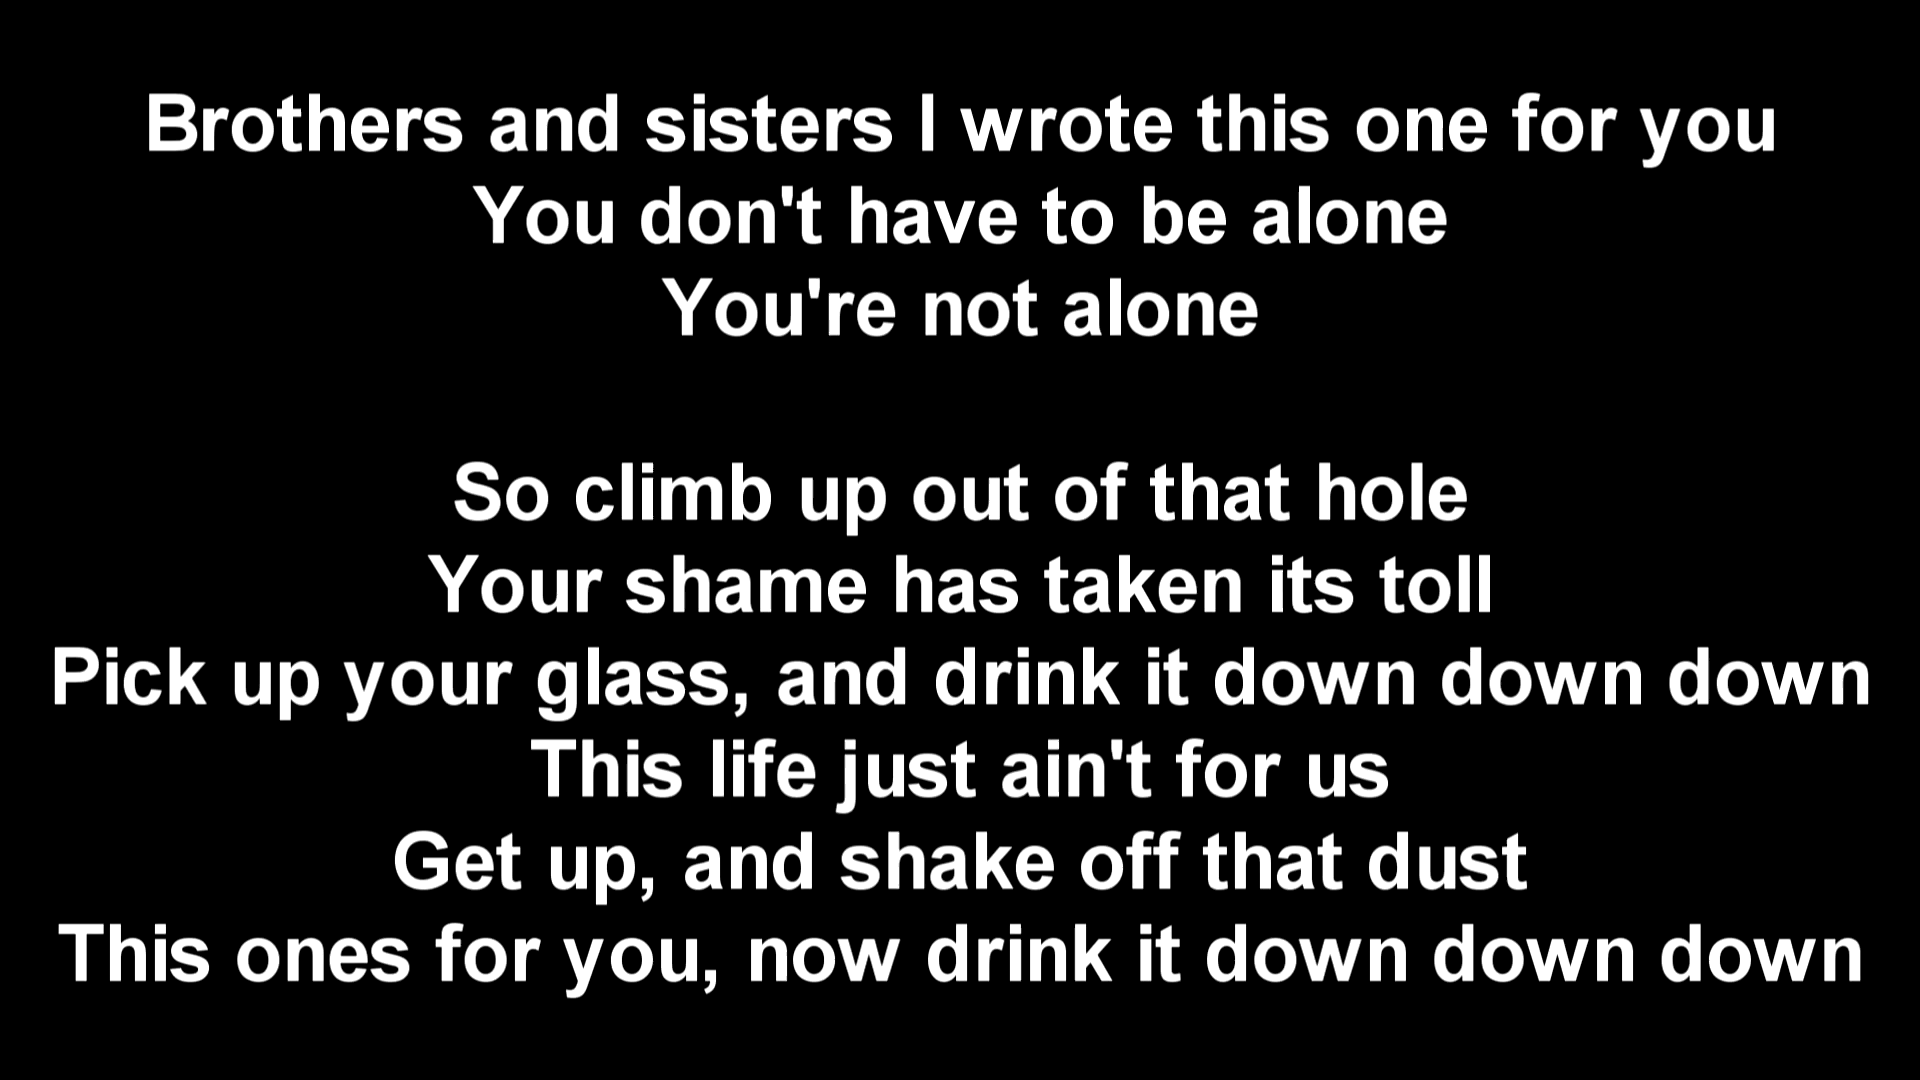 Brothers and sisters I wrote this one for you
You don't have to be alone
You're not alone
So climb up out of that hole
Your shame has taken its toll
Pick up your glass, and drink it down down down
This life just ain't for us
Get up, and shake off that dust
This ones for you, now drink it down down down